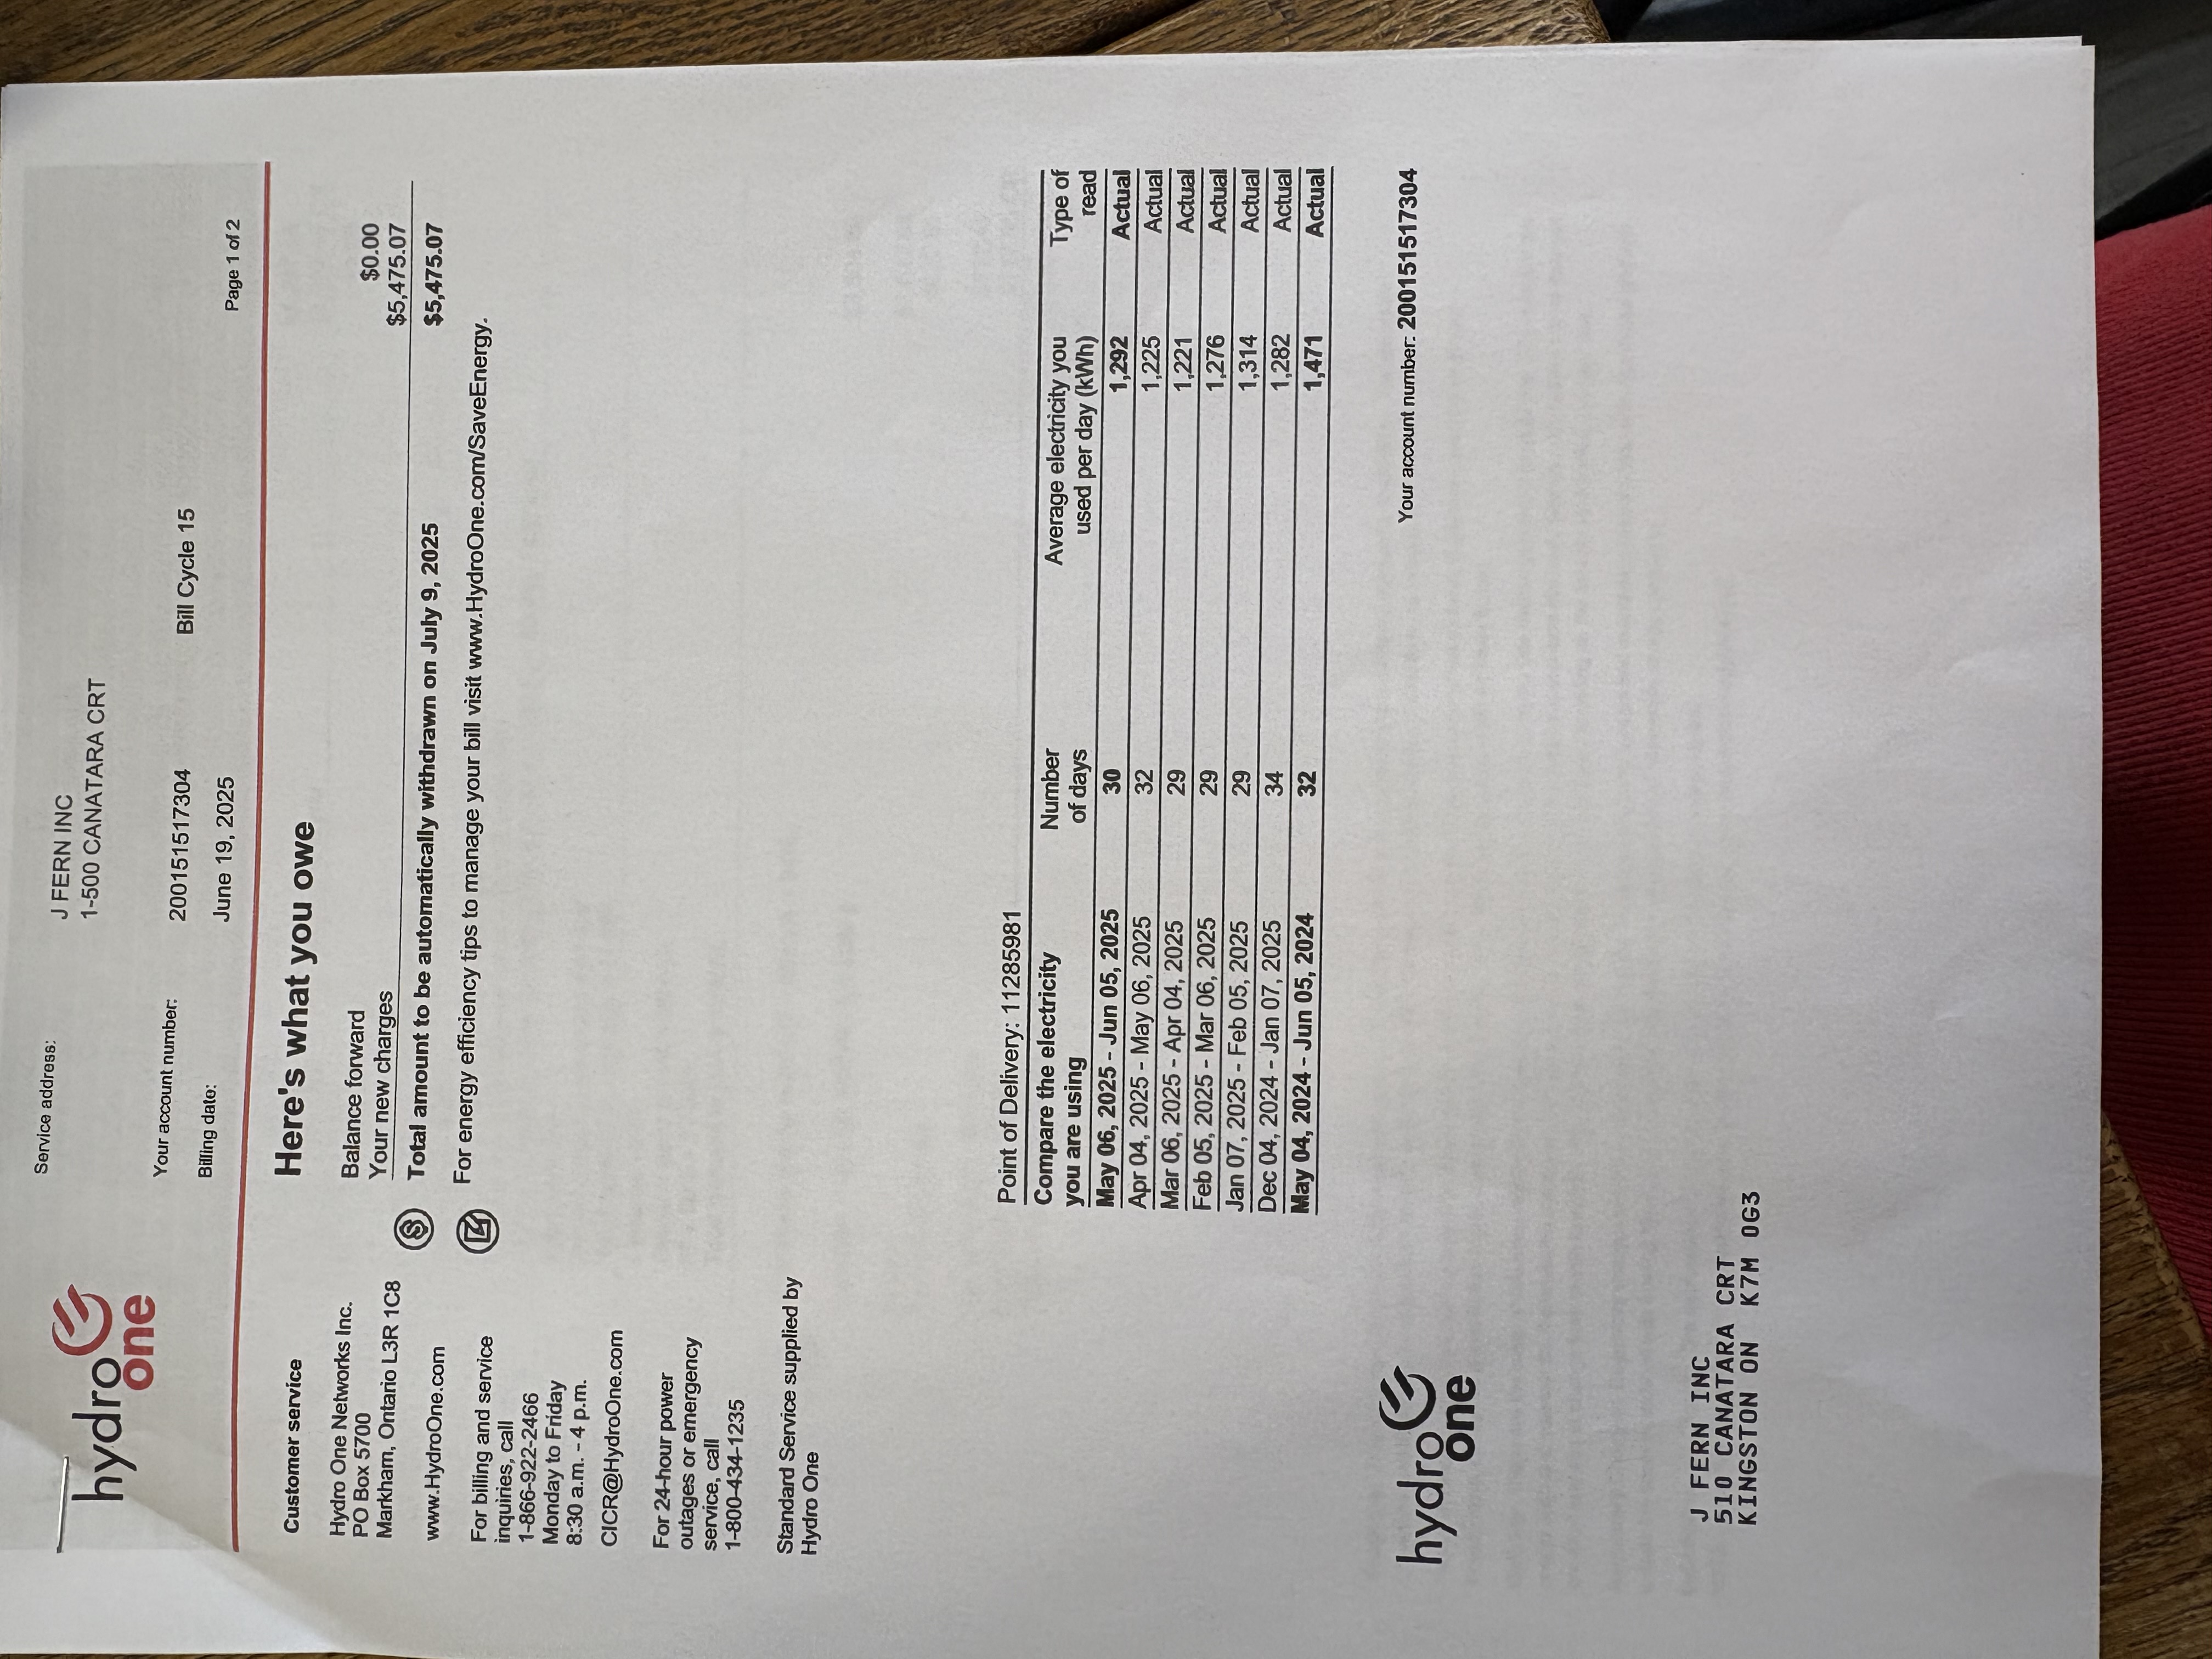 hydro one
Service address:
J FERN INC
1-500 CANATARA CRT
Your account number:
200151517304
Bill Cycle 15
Billing date:
June 19, 2025
Page 1 of 2
Customer service
Hydro One Networks Inc.
PO Box 5700
Markham, Ontario L3R 1C8
www.HydroOne.com
For billing and service
inquiries, call
1-866-922-2466
Monday to Friday
8:30 a.m. - 4 p.m.
CICR@HydroOne.com
For 24-hour power
outages or emergency
service, call
1-800-434-1235
Standard Service supplied by
Hydro One
Here's what you owe
Balance forward $0.00
Your new charges $5,475.07
Total amount to be automatically withdrawn on July 9, 2025 $5,475.07
For energy efficiency tips to manage your bill visit www.HydroOne.com/SaveEnergy.
Point of Delivery: 11285981
Compare the electricity Number Average electricity you Type of
you are using of days used per day (kWh) read
May 06, 2025 - Jun 05, 2025 30 1,292 Actual
Apr 04, 2025 - May 06, 2025 32 1,225 Actual
Mar 06, 2025 - Apr 04, 2025 29 1,221 Actual
Feb 05, 2025 - Mar 06, 2025 29 1,276 Actual
Jan 07, 2025 - Feb 05, 2025 29 1,314 Actual
Dec 04, 2024 - Jan 07, 2025 34 1,282 Actual
May 04, 2024 - Jun 05, 2024 32 1,471 Actual
hydro one
Your account number: 200151517304
J FERN INC
510 CANATARA CRT
KINGSTON ON K7M 0G3